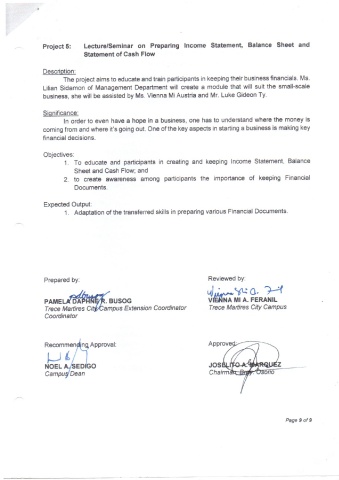 Project 5: Lecture/Seminar on Preparing Income Statement, Balance Sheet and
Statement of Cash Flow
Description:
The project aims to educate and train participants in keeping their business financials. Ms.
Lilian Sidamon of Management Department will create a module that will suit the small-scale
business, she will be assisted by Ms. Vienna Mi Austria and Mr. Luke Gideon Ty.
Significance:
In order to even have a hope in a business, one has to understand where the money is
coming from and where it's going out. One of the key aspects in starting a business is making key
financial decisions.
Objectives:
1. To educate and participants in creating and keeping Income Statement, Balance
Sheet and Cash Flow; and
2. to create awareness among participants the importance of keeping Financial
Documents.
Expected Output:
1. Adaptation of the transferred skills in preparing various Financial Documents.
Prepared by: Reviewed by:
PAMELA DAPHNE R. BUSOG VIENNA MI A. FERANIL
Trece Martires City Campus Extension Coordinator Trece Martires City Campus
Coordinator
Recommending Approval: Approved:
NOEL A. SEDIGO JOSELITO A. MARQUEZ
Campus Dean Chairman, Brgy. Osorio
Page 9 of 9